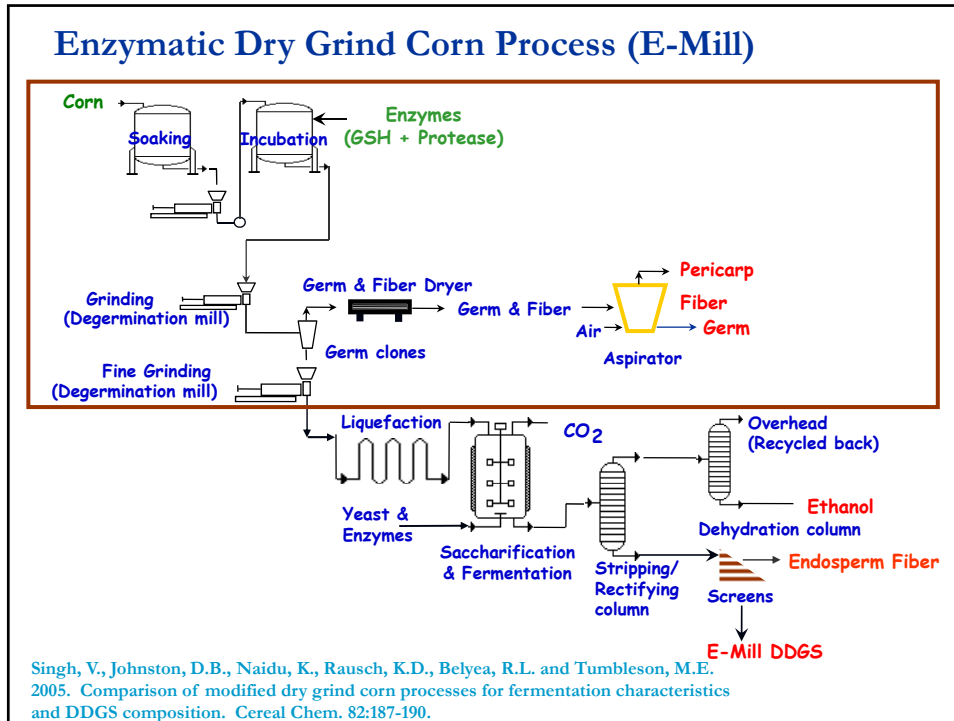 Enzymatic Dry Grind Corn Process (E-Mill)
Corn
Soaking
Incubation
Enzymes
(GSH + Protease)
Grinding
(Degermination mill)
Germ & Fiber Dryer
Germ & Fiber
Germ clones
Pericarp
Fiber
Germ
Air
Aspirator
Fine Grinding
(Degermination mill)
Liquefaction
CO2
Overhead
(Recycled back)
Yeast &
Enzymes
Saccharification
& Fermentation
Stripping/
Rectifying
column
Ethanol
Dehydration column
Endosperm Fiber
Screens
E-Mill DDGS
Singh, V., Johnston, D.B., Naidu, K., Rausch, K.D., Belyea, R.L. and Tumbleson, M.E.
2005. Comparison of modified dry grind corn processes for fermentation characteristics
and DDGS composition. Cereal Chem. 82:187-190.